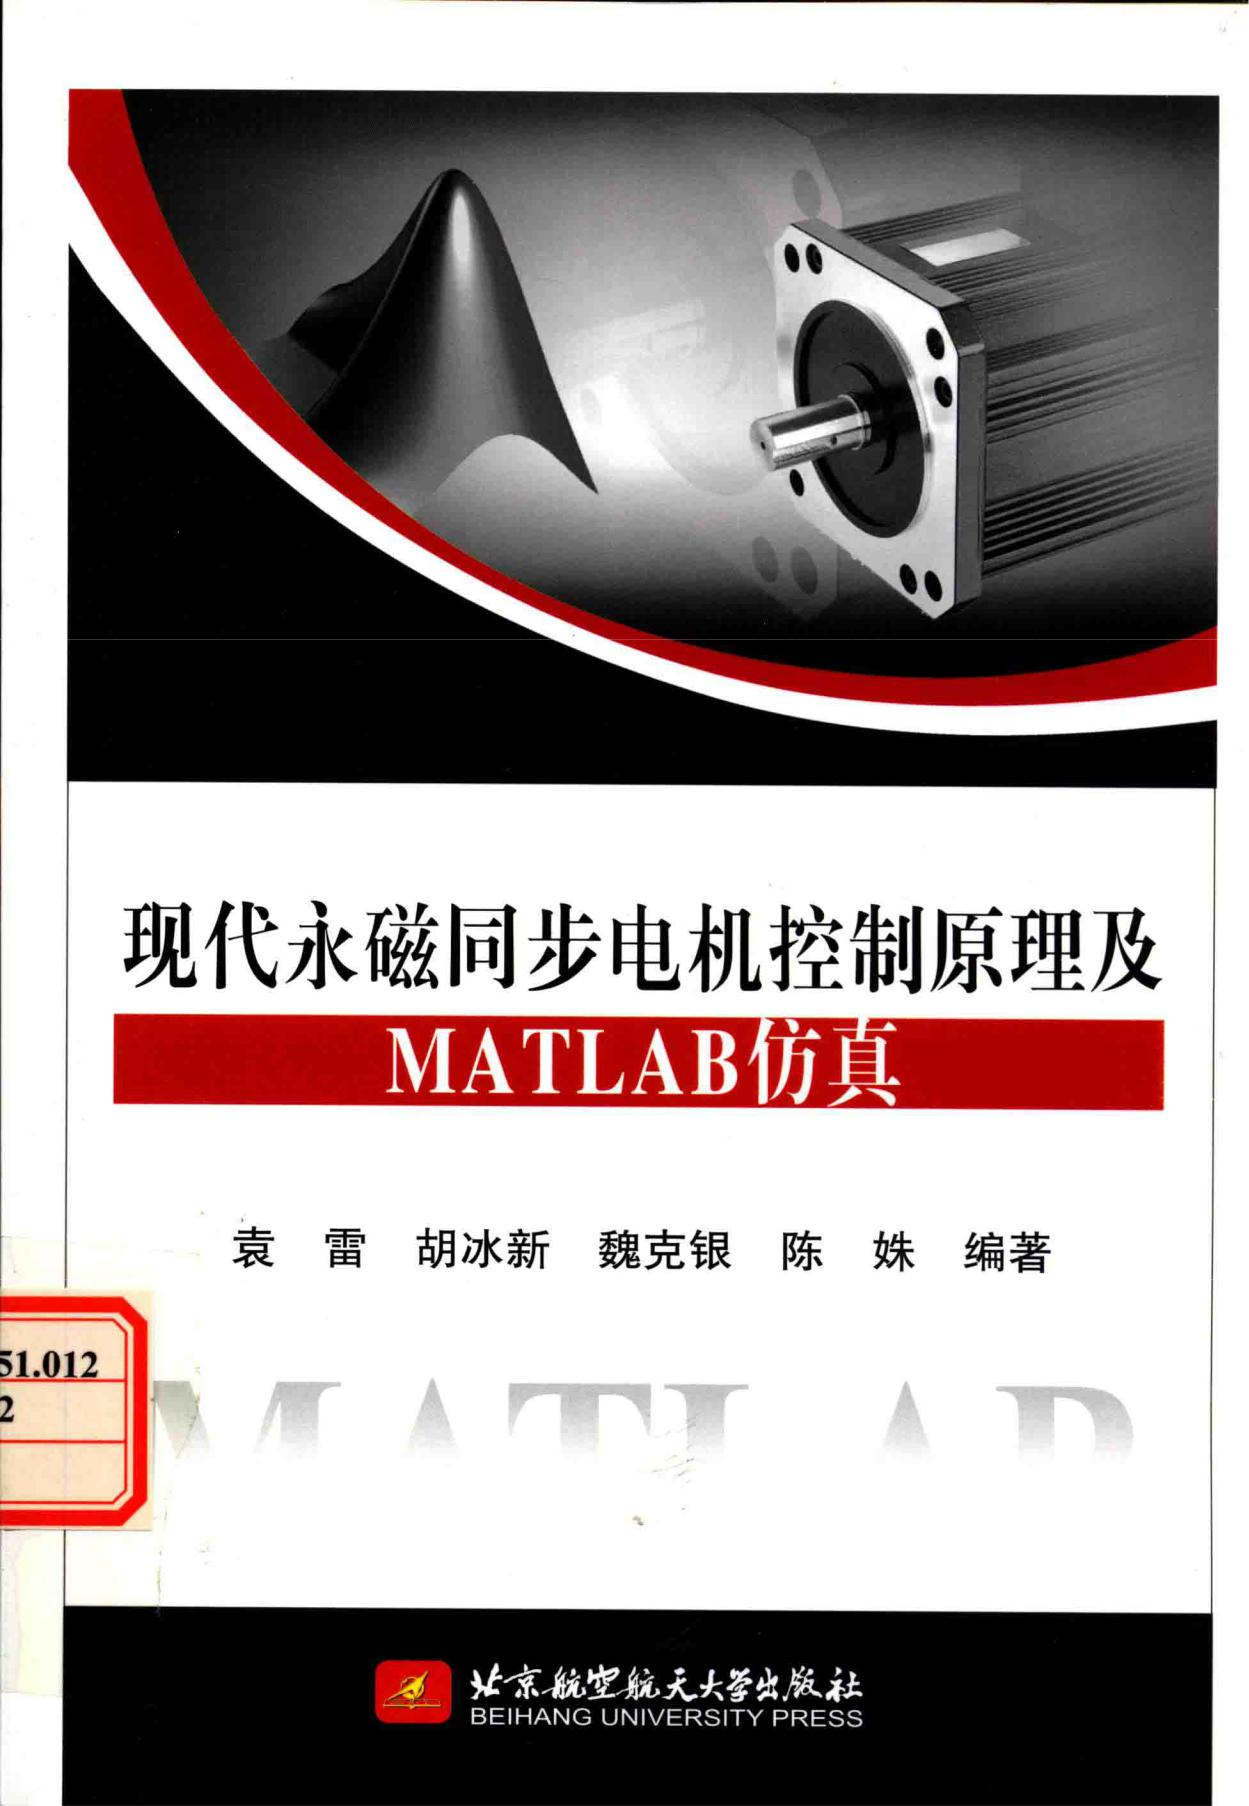 现代永磁同步电机控制原理及
MATLAB仿真
袁 雷 胡冰新 魏克银 陈 姝 编著
51.012
2
MATLAB
北京航空航天大学出版社
BEIHANG UNIVERSITY PRESS